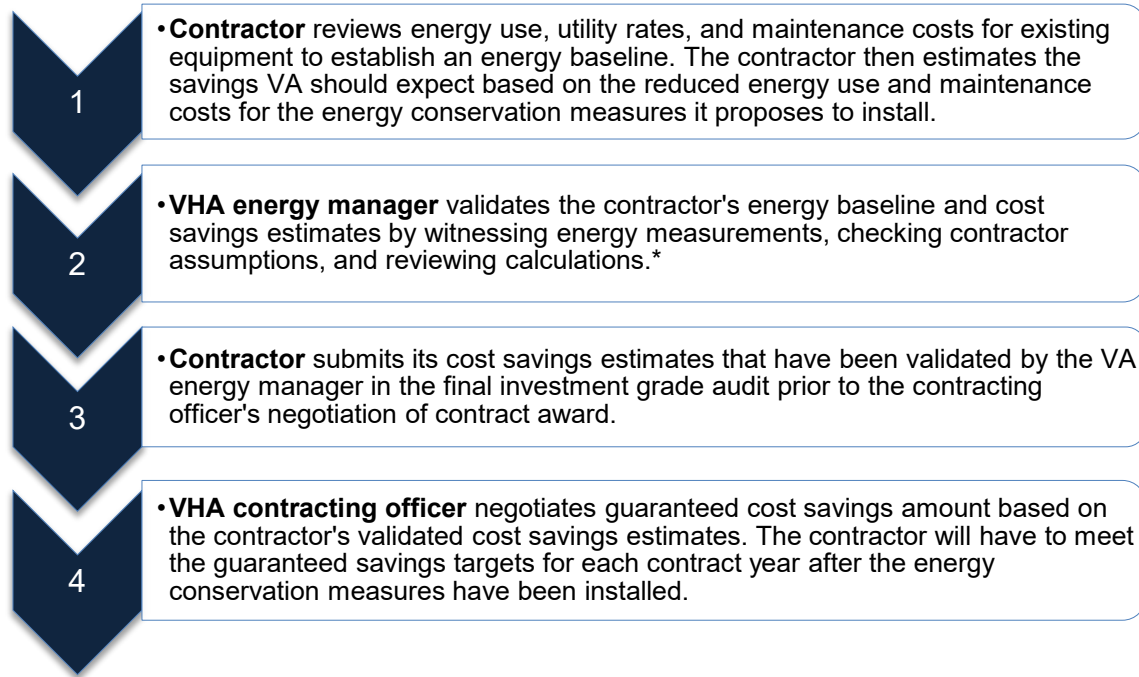 1
•Contractor reviews energy use, utility rates, and maintenance costs for existing
equipment to establish an energy baseline. The contractor then estimates the
savings VA should expect based on the reduced energy use and maintenance
costs for the energy conservation measures it proposes to install.
2
•VHA energy manager validates the contractor's energy baseline and cost
savings estimates by witnessing energy measurements, checking contractor
assumptions, and reviewing calculations.*
3
•Contractor submits its cost savings estimates that have been validated by the VA
energy manager in the final investment grade audit prior to the contracting
officer's negotiation of contract award.
4
•VHA contracting officer negotiates guaranteed cost savings amount based on
the contractor's validated cost savings estimates. The contractor will have to meet
the guaranteed savings targets for each contract year after the energy
conservation measures have been installed.